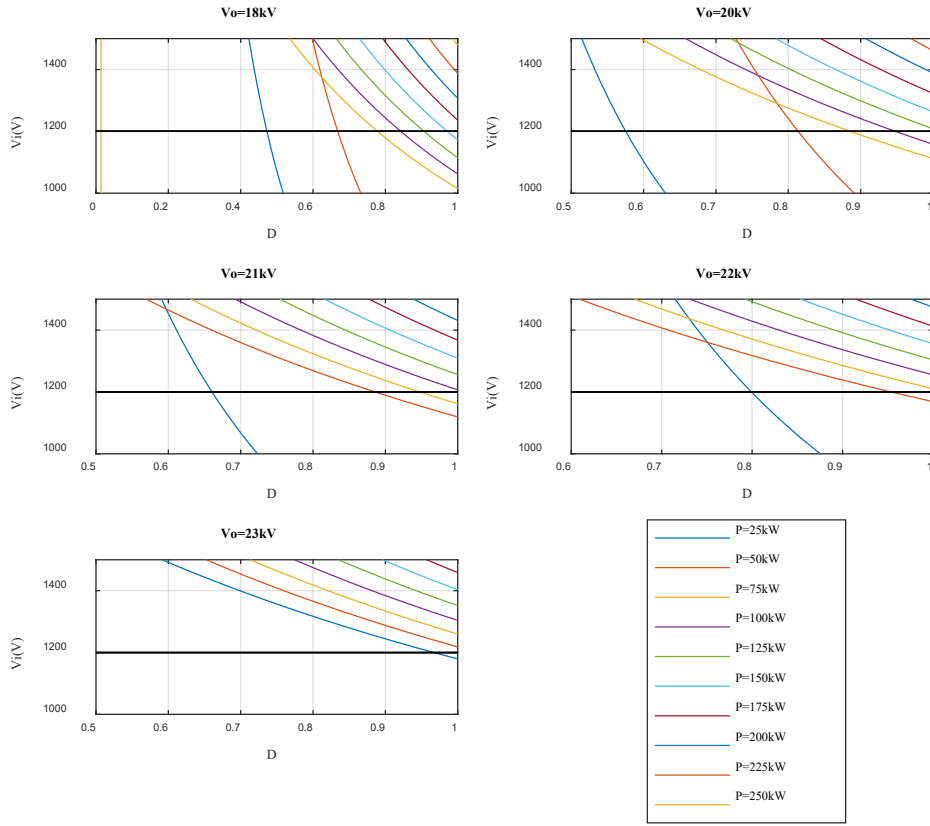 Vo=18kV
1400
1200
1000
Vi(V)
0
0.2
0.4
0.6
0.8
1
D
Vo=20kV
1400
1200
1000
Vi(V)
0.5
0.6
0.7
0.8
0.9
1
D
Vo=21kV
1400
1200
1000
Vi(V)
0.5
0.6
0.7
0.8
0.9
1
D
Vo=22kV
1400
1200
1000
Vi(V)
0.6
0.7
0.8
0.9
1
D
Vo=23kV
1400
1200
1000
Vi(V)
0.5
0.6
0.7
0.8
0.9
1
D
P=25kW
P=50kW
P=75kW
P=100kW
P=125kW
P=150kW
P=175kW
P=200kW
P=225kW
P=250kW